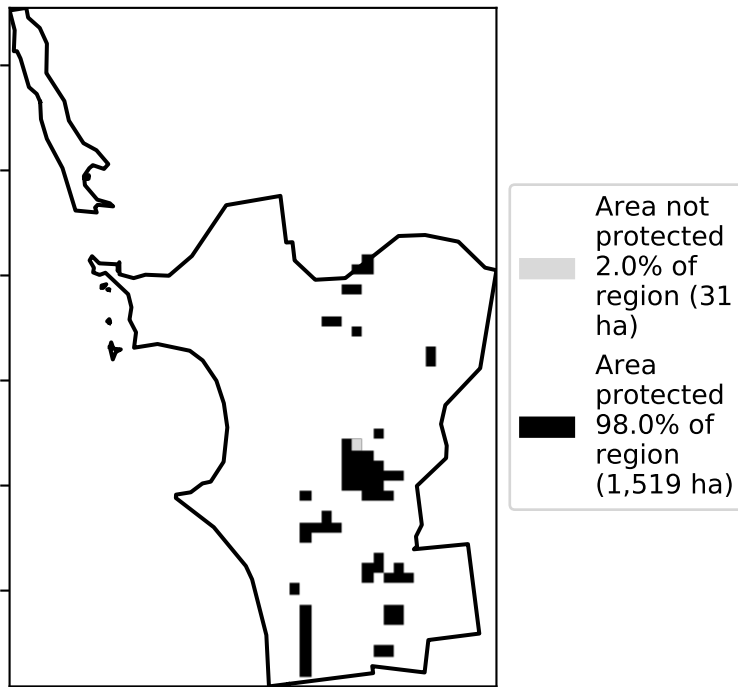 Area not
protected
2.0% of
region (31
ha)
Area
protected
98.0% of
region
(1,519 ha)